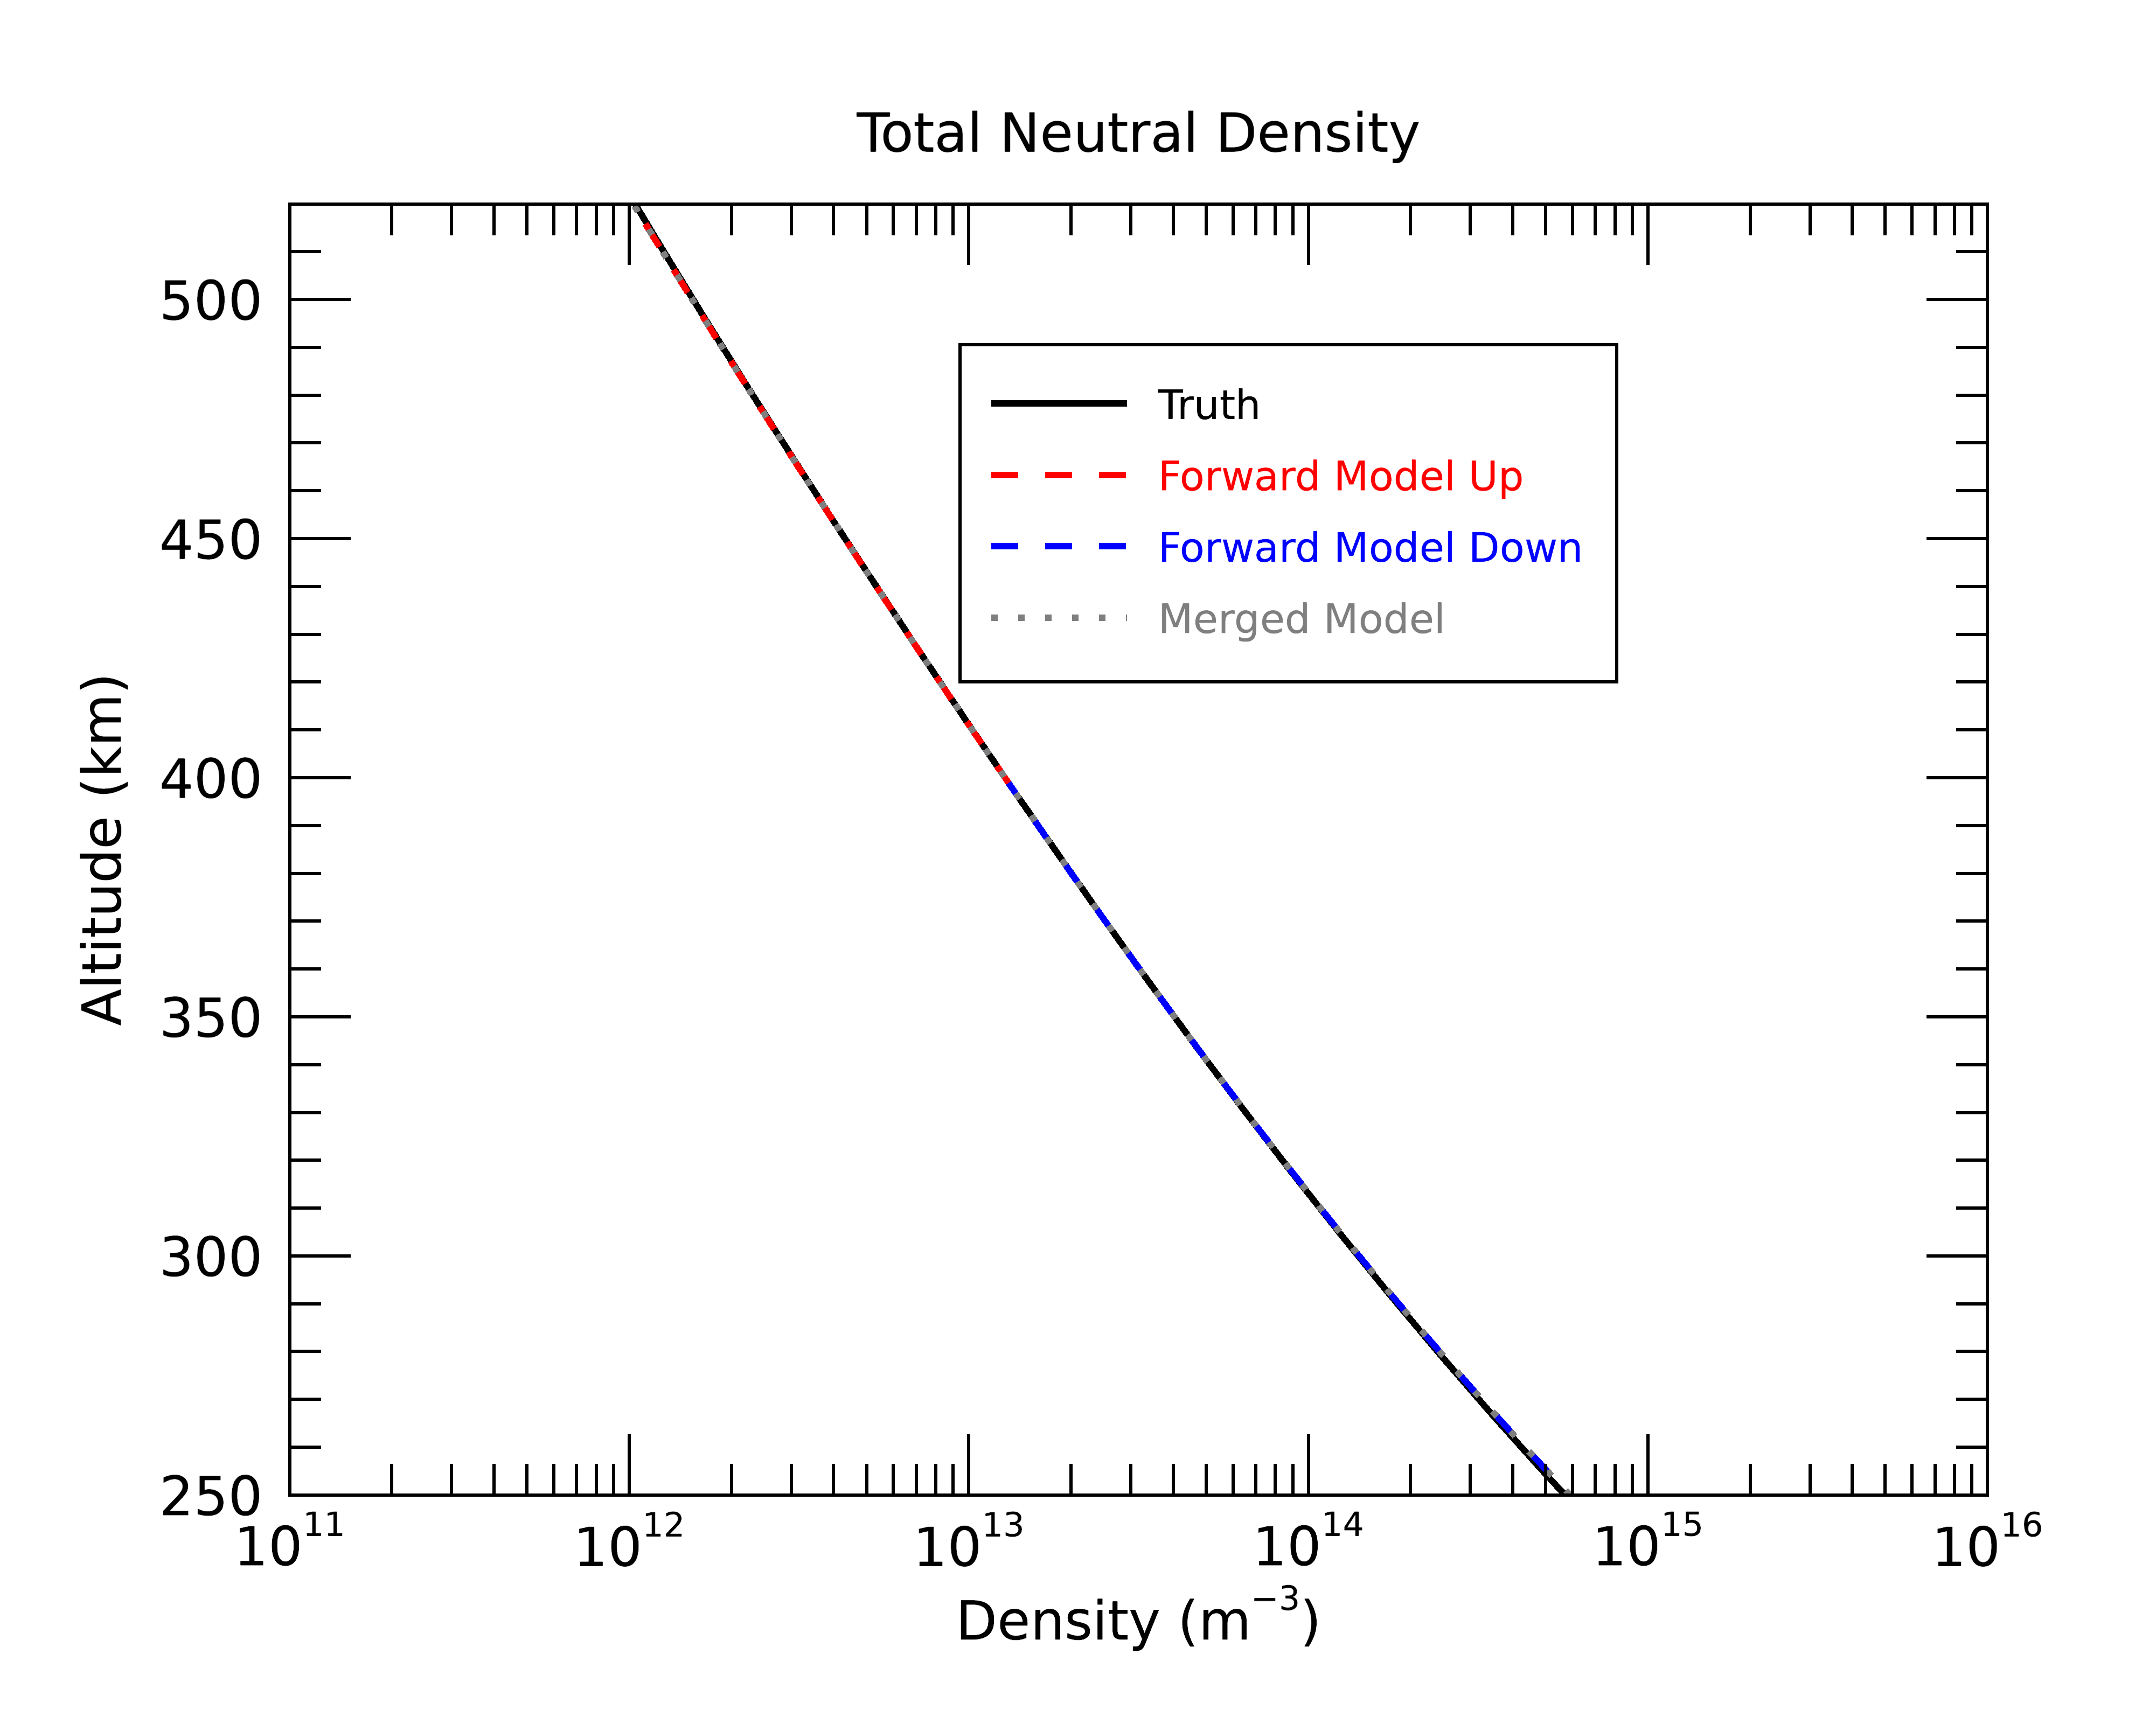 Total Neutral Density
Truth
Forward Model Up
Forward Model Down
Merged Model
Altitude (km)
500
450
400
350
300
250
10^11 10^12 10^13 10^14 10^15 10^16
Density (m^−3)